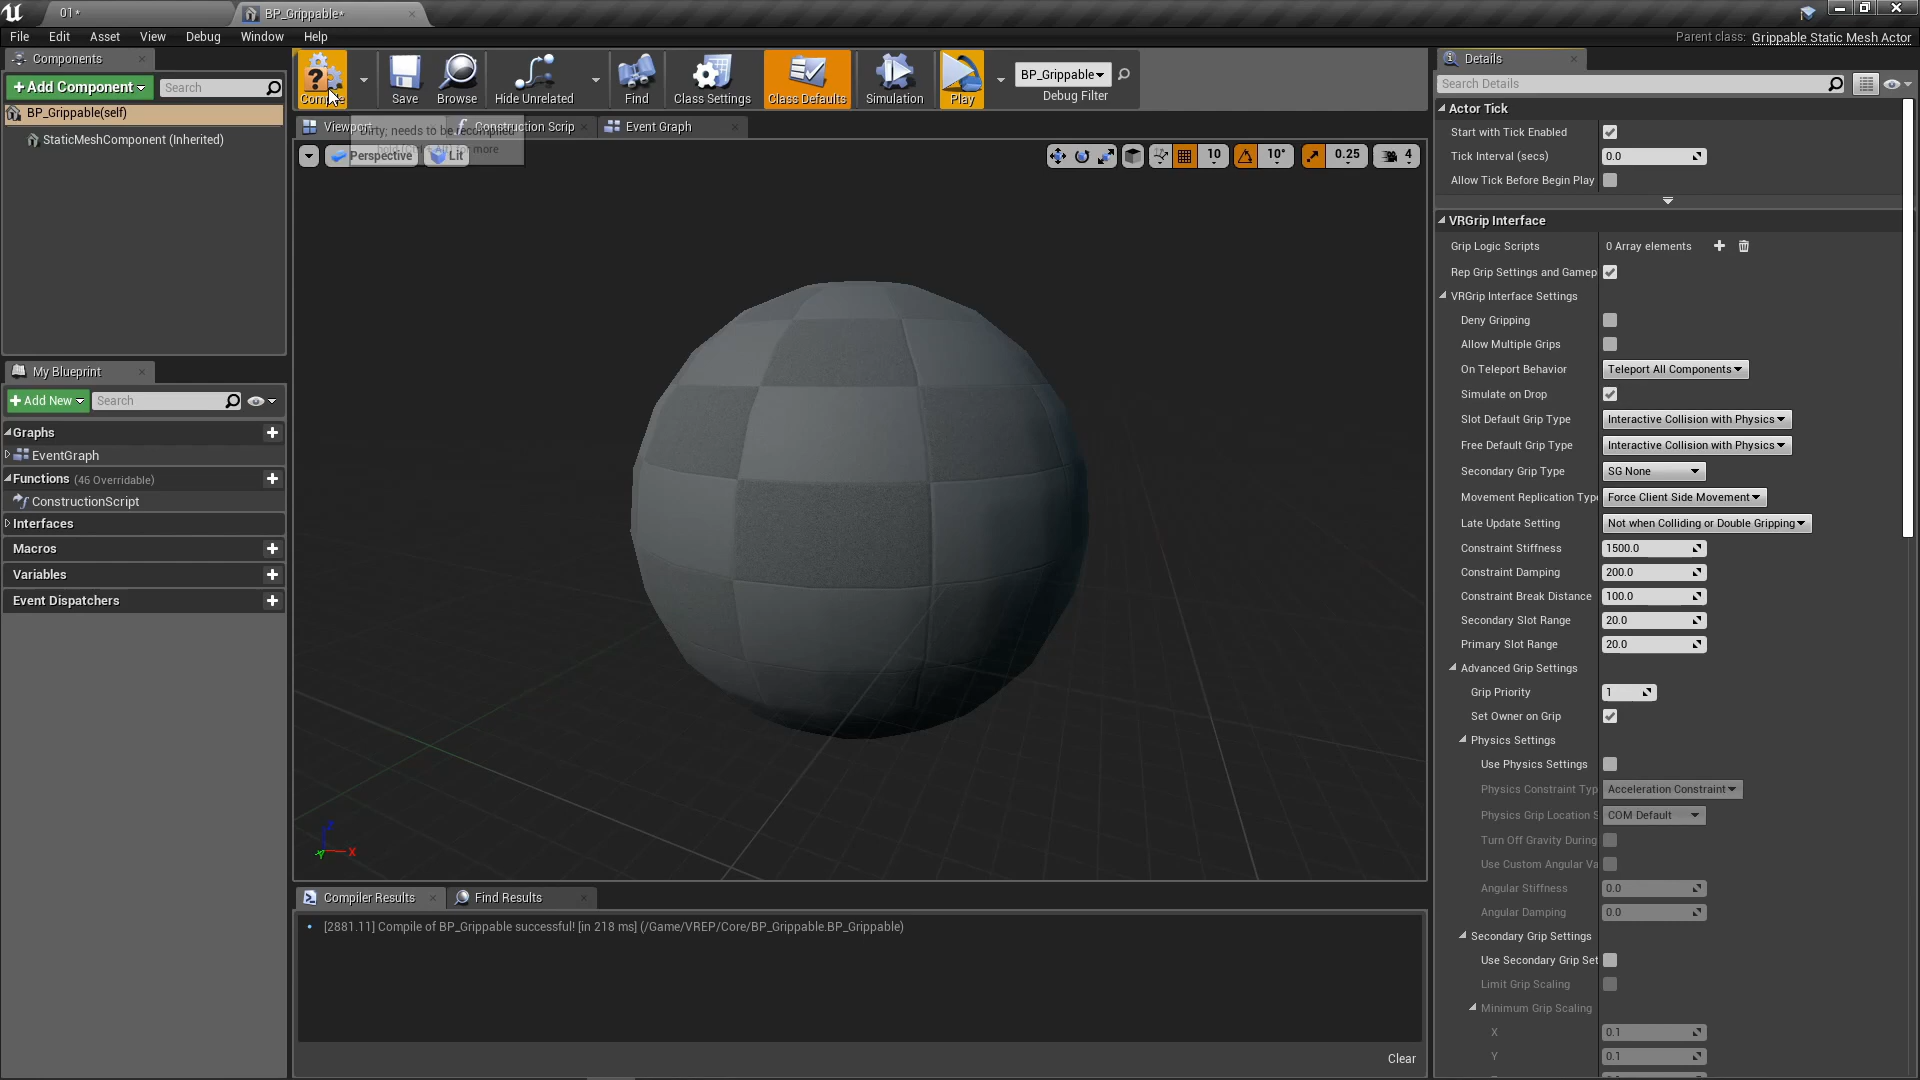 01*
BP_Grippable*
File Edit Asset View Debug Window Help
Parent class: Grippable Static Mesh Actor
Components
+Add Component
Search
BP_Grippable(self)
StaticMeshComponent (Inherited)
My Blueprint
+Add New
Search
Graphs
EventGraph
Functions (46 Overridable)
ConstructionScript
Interfaces
Macros
Variables
Event Dispatchers
Compile
Save
Browse
Hide Unrelated
Find
Class Settings
Class Defaults
Simulation
Play
BP_Grippable
Debug Filter
Viewport
Construction Scrip
Event Graph
Dirty; needs to be recompiled
hold (Ctrl + Alt) for more
Perspective
Lit
10
10°
0.25
4
Z
Y
X
Compiler Results
Find Results
[2881.11] Compile of BP_Grippable successful! [in 218 ms] (/Game/VREP/Core/BP_Grippable.BP_Grippable)
Clear
Details
Search Details
Actor Tick
Start with Tick Enabled
Tick Interval (secs) 0.0
Allow Tick Before Begin Play
VRGrip Interface
Grip Logic Scripts 0 Array elements
Rep Grip Settings and Gamep
VRGrip Interface Settings
Deny Gripping
Allow Multiple Grips
On Teleport Behavior Teleport All Components
Simulate on Drop
Slot Default Grip Type Interactive Collision with Physics
Free Default Grip Type Interactive Collision with Physics
Secondary Grip Type SG None
Movement Replication Typ Force Client Side Movement
Late Update Setting Not when Colliding or Double Gripping
Constraint Stiffness 1500.0
Constraint Damping 200.0
Constraint Break Distance 100.0
Secondary Slot Range 20.0
Primary Slot Range 20.0
Advanced Grip Settings
Grip Priority 1
Set Owner on Grip
Physics Settings
Use Physics Settings
Physics Constraint Typ Acceleration Constraint
Physics Grip Location S COM Default
Turn Off Gravity During
Use Custom Angular Va
Angular Stiffness 0.0
Angular Damping 0.0
Secondary Grip Settings
Use Secondary Grip Set
Limit Grip Scaling
Minimum Grip Scaling
X 0.1
Y 0.1